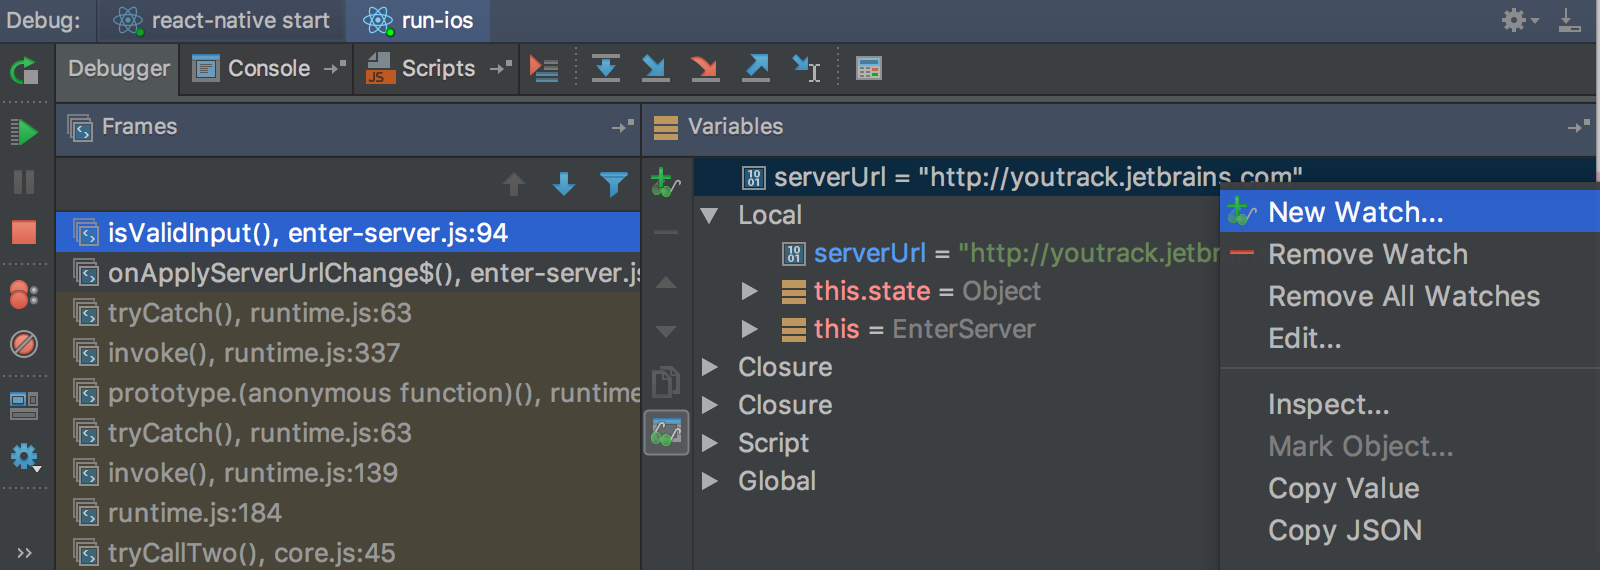 Debug: react-native start run-ios
Debugger Console Scripts
Frames
Variables
isValidInput(), enter-server.js:94
onApplyServerUrlChange$(), enter-server.js
tryCatch(), runtime.js:63
invoke(), runtime.js:337
prototype.(anonymous function)(), runtime
tryCatch(), runtime.js:63
invoke(), runtime.js:139
runtime.js:184
tryCallTwo(), core.js:45
serverUrl = "http://youtrack.jetbrains.com"
Local
serverUrl = "http://youtrack.jetbra
this.state = Object
this = EnterServer
Closure
Closure
Script
Global
New Watch...
Remove Watch
Remove All Watches
Edit...
Inspect...
Mark Object...
Copy Value
Copy JSON